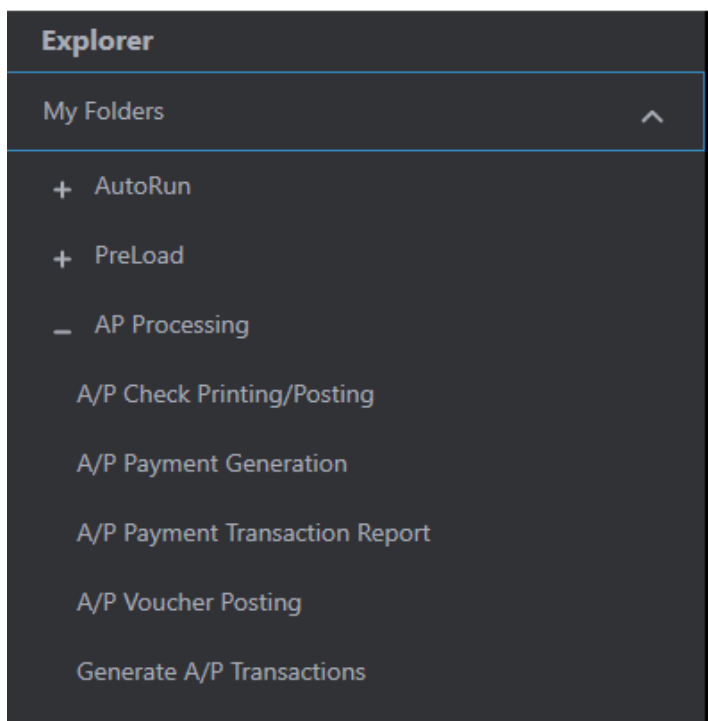 Explorer
My Folders
AutoRun
PreLoad
AP Processing
A/P Check Printing/Posting
A/P Payment Generation
A/P Payment Transaction Report
A/P Voucher Posting
Generate A/P Transactions